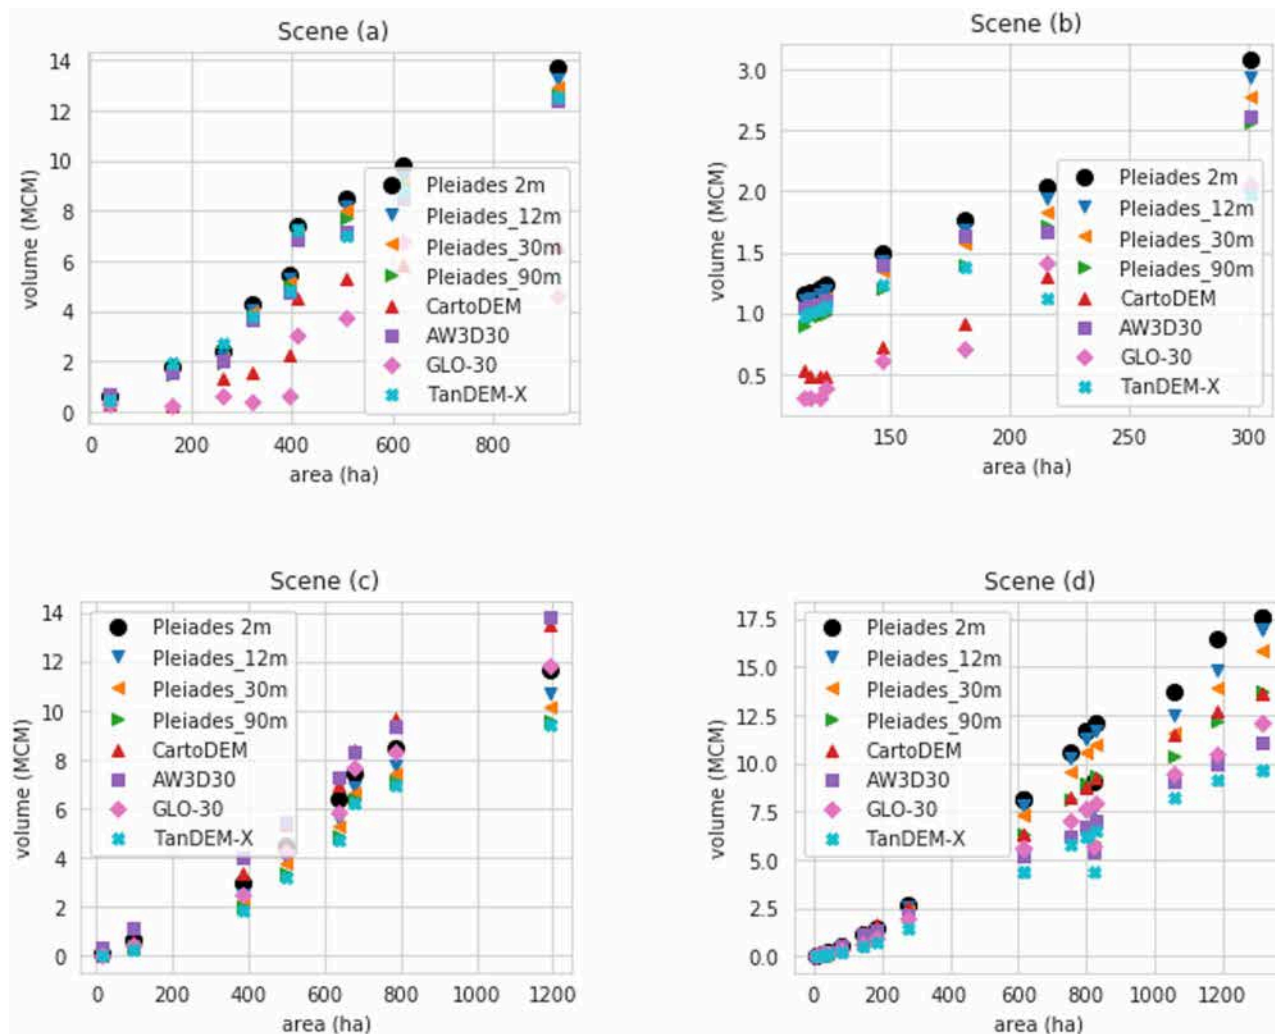 Scene (a)
14
12
10
8
6
4
2
0
volume (MCM)
0 200 400 600 800
area (ha)
Pleiades 2m
Pleiades_12m
Pleiades_30m
Pleiades_90m
CartoDEM
AW3D30
GLO-30
TanDEM-X
Scene (b)
3.0
2.5
2.0
1.5
1.0
0.5
volume (MCM)
150 200 250 300
area (ha)
Pleiades 2m
Pleiades_12m
Pleiades_30m
Pleiades_90m
CartoDEM
AW3D30
GLO-30
TanDEM-X
Scene (c)
14
12
10
8
6
4
2
0
volume (MCM)
0 200 400 600 800 1000 1200
area (ha)
Pleiades 2m
Pleiades_12m
Pleiades_30m
Pleiades_90m
CartoDEM
AW3D30
GLO-30
TanDEM-X
Scene (d)
17.5
15.0
12.5
10.0
7.5
5.0
2.5
0.0
volume (MCM)
0 200 400 600 800 1000 1200
area (ha)
Pleiades 2m
Pleiades_12m
Pleiades_30m
Pleiades_90m
CartoDEM
AW3D30
GLO-30
TanDEM-X